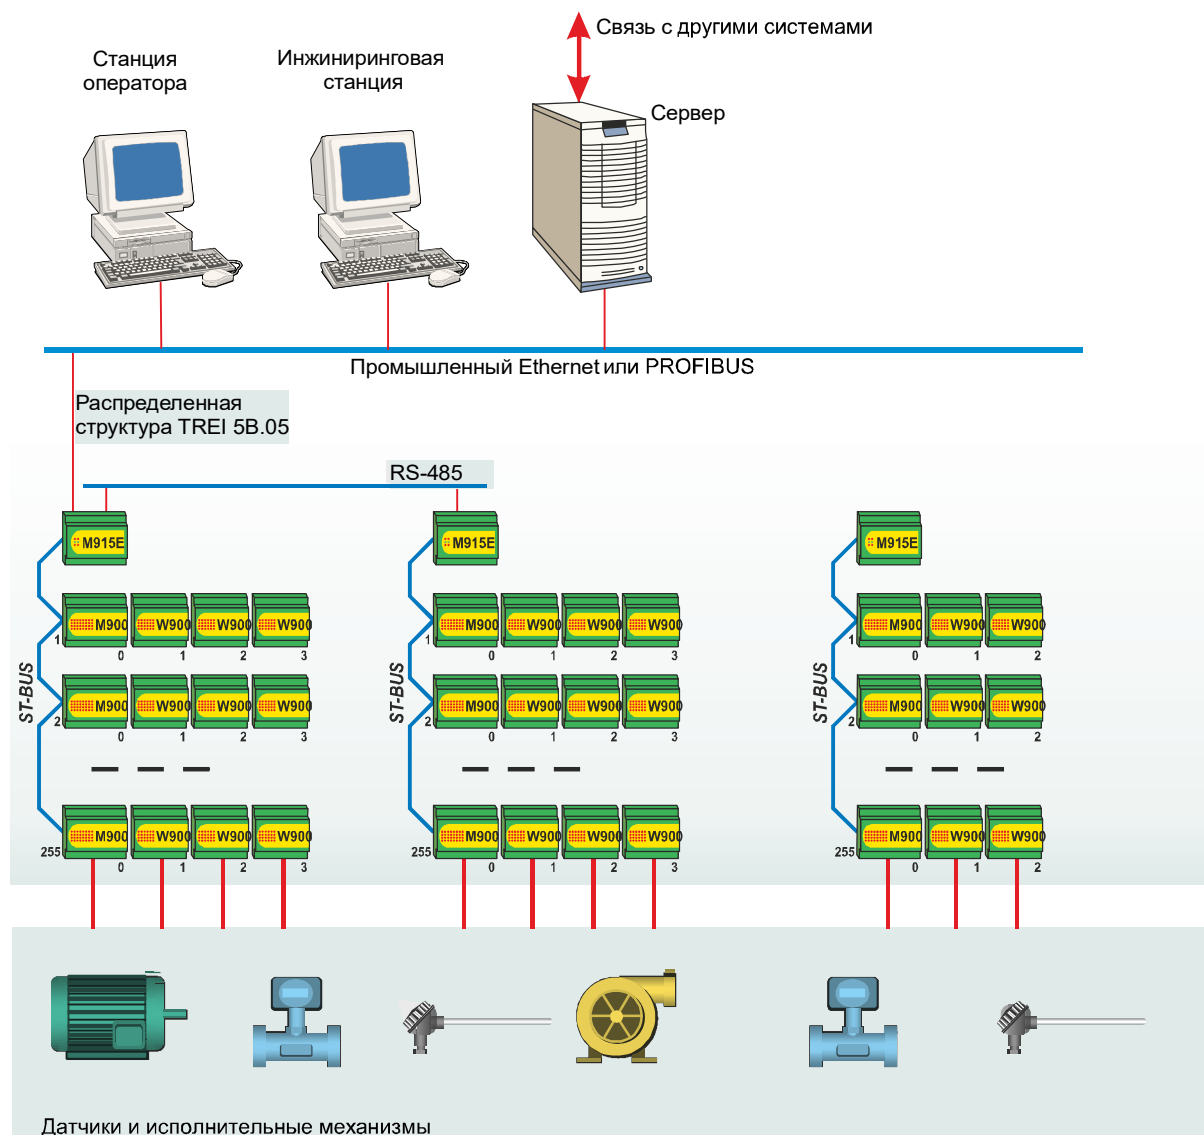 Связь с другими системами
Станция
оператора
Инжиниринговая
станция
Сервер
Промышленный Ethernet или PROFIBUS
Распределенная
структура TREI 5B.05
RS-485
M915E M915E M915E
M900 W900 W900 W900 M900 W900 W900 W900 M900 W900 W900
1 0 1 2 3 1 0 1 2 3 1 0 1 2
ST-BUS ST-BUS ST-BUS
M900 W900 W900 W900 M900 W900 W900 W900 M900 W900 W900
2 0 1 2 3 2 0 1 2 3 2 0 1 2
M900 W900 W900 W900 M900 W900 W900 W900 M900 W900 W900
255 0 1 2 3 255 0 1 2 3 255 0 1 2
Датчики и исполнительные механизмы